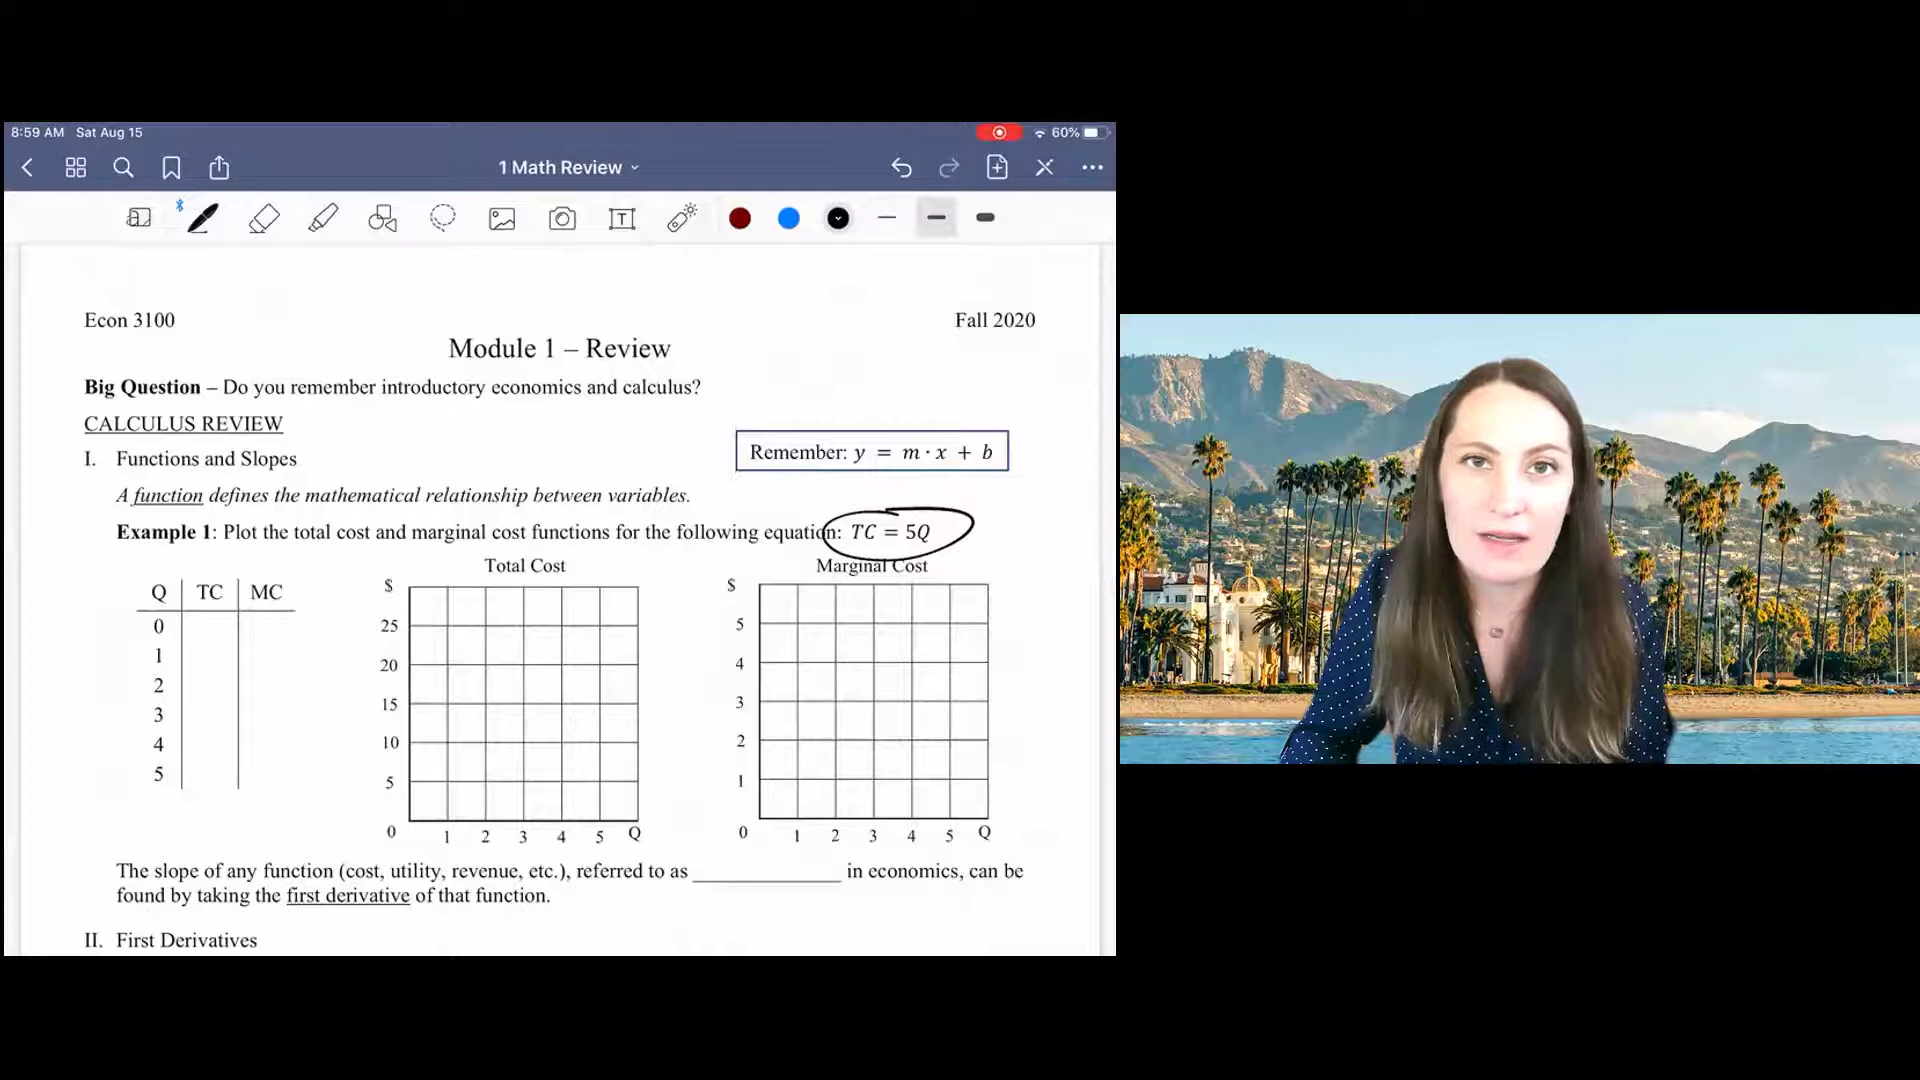 8:59 AM Sat Aug 15
60%
1 Math Review
T
Econ 3100
Fall 2020
Module 1 – Review
Big Question – Do you remember introductory economics and calculus?
CALCULUS REVIEW
Remember: y = m · x + b
I. Functions and Slopes
A function defines the mathematical relationship between variables.
Example 1: Plot the total cost and marginal cost functions for the following equation: TC = 5Q
Q TC MC
0
1
2
3
4
5
Total Cost
$
25
20
15
10
5
0
1 2 3 4 5 Q
Marginal Cost
$
5
4
3
2
1
0
1 2 3 4 5 Q
The slope of any function (cost, utility, revenue, etc.), referred to as ______________ in economics, can be
found by taking the first derivative of that function.
II. First Derivatives